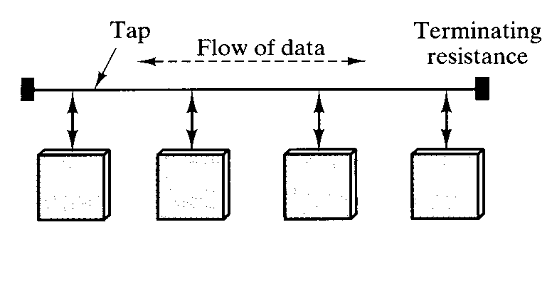 Tap
Flow of data
Terminating
resistance